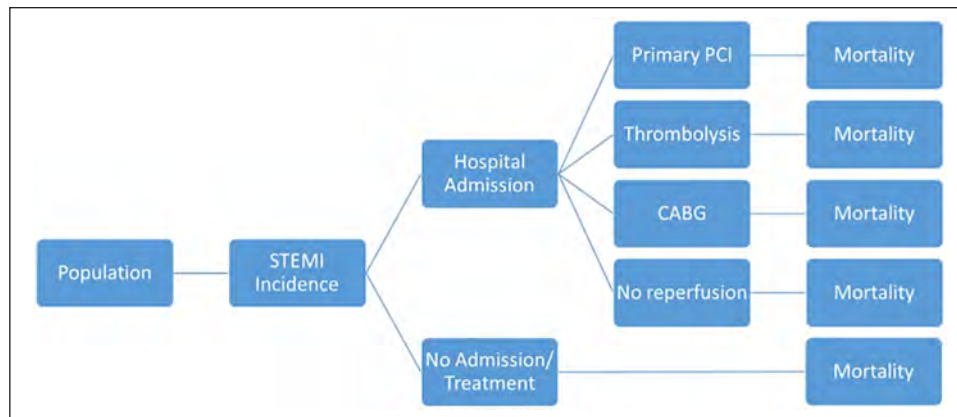 Primary PCI
Mortality
Thrombolysis
Mortality
Hospital
Admission
CABG
Mortality
Population
STEMI
Incidence
No reperfusion
Mortality
No Admission/
Treatment
Mortality